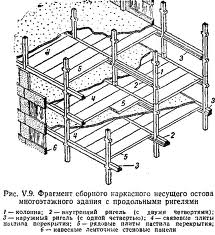 Рис. V.9. Фрагмент сборного каркасного несущего остова
многоэтажного здания с продольными ригелями
1 — колонна; 2 — внутренний ригель (с двумя четвертями);
3 — наружный ригель (с одной четвертью); 4 — связевые плиты
настила перекрытия; 5 — рядовые плиты настила перекрытия;
6 — навесные ленточные стеновые панели